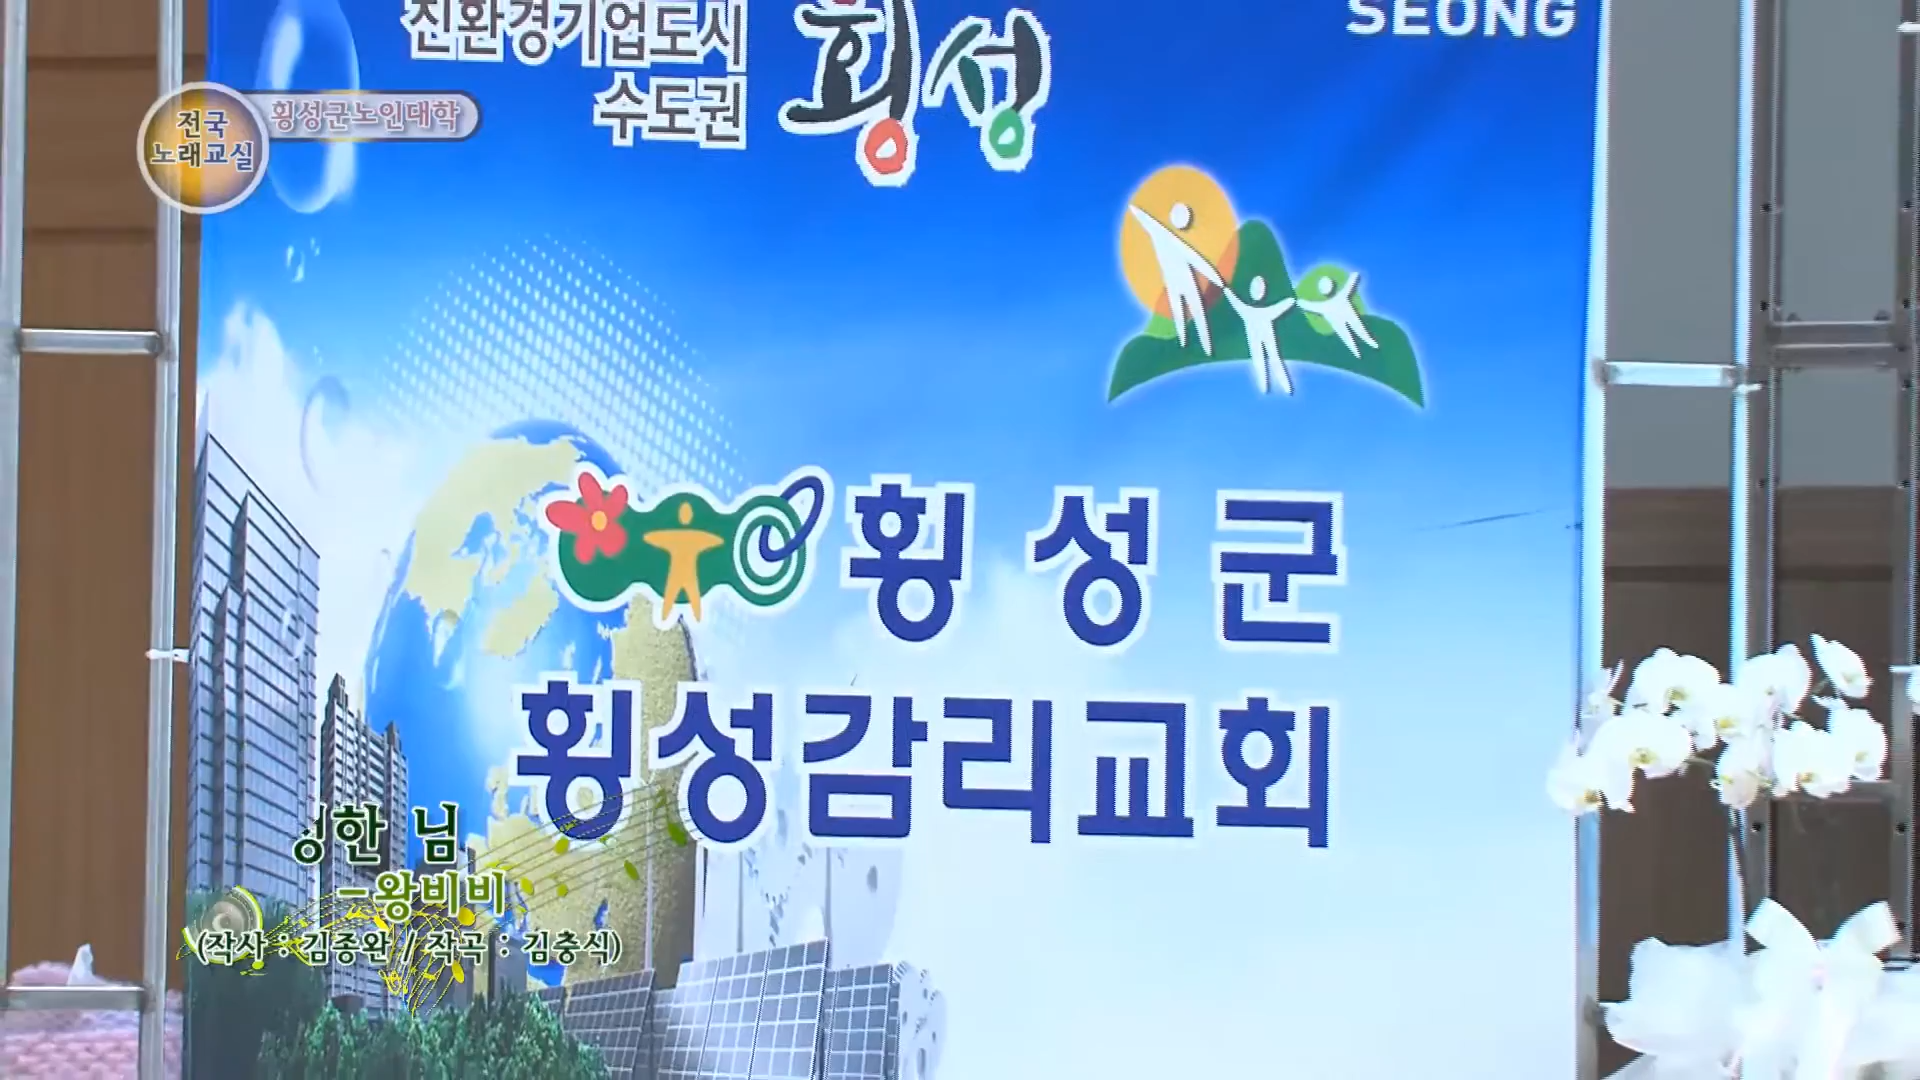 친환경기업도시
수도권
횡성
SEONG
전국
노래교실
횡성군노인대학
횡성군
횡성감리교회
한 님
-왕비비
(작사 : 김종완 / 작곡 : 김충식)